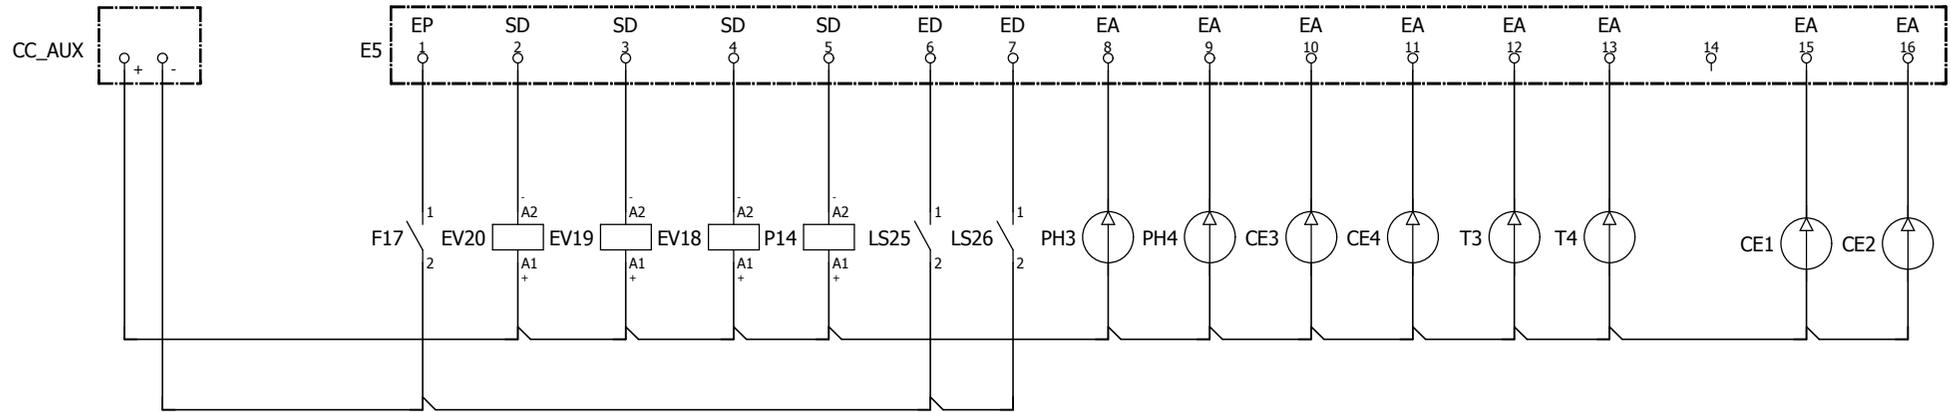 EP SD SD SD SD ED ED EA EA EA EA EA EA EA EA
CC_AUX E5 1 2 3 4 5 6 7 8 9 10 11 12 13 14 15 16
+ -
- - - -
1 A2 A2 A2 A2 1 1
F17 EV20 EV19 EV18 P14 LS25 LS26 PH3 PH4 CE3 CE4 T3 T4 CE1 CE2
2 A1 A1 A1 A1 2 2
+ + + +